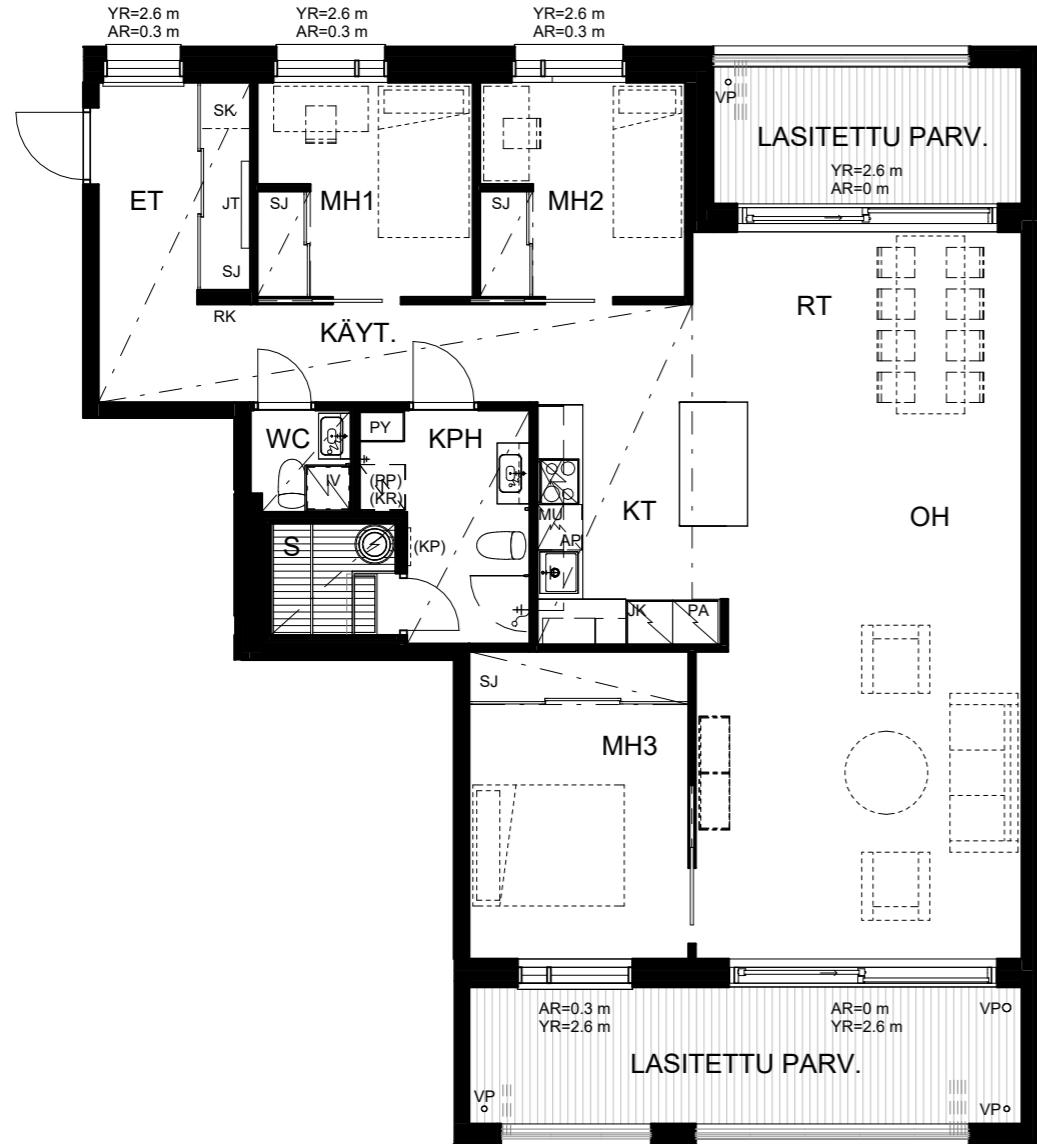 YR=2.6 m
AR=0.3 m
YR=2.6 m
AR=0.3 m
YR=2.6 m
AR=0.3 m
VP
LASITETTU PARV.
YR=2.6 m
AR=0 m
SK
ET
JT
SJ
SJ
MH1
SJ
MH2
RK
KÄYT.
RT
WC
PY
KPH
IV
(PP)
(KR)
MU
KT
OH
S
(KP)
AP
JK
PA
SJ
MH3
AR=0.3 m
YR=2.6 m
AR=0 m
YR=2.6 m
VP
LASITETTU PARV.
VP
VP